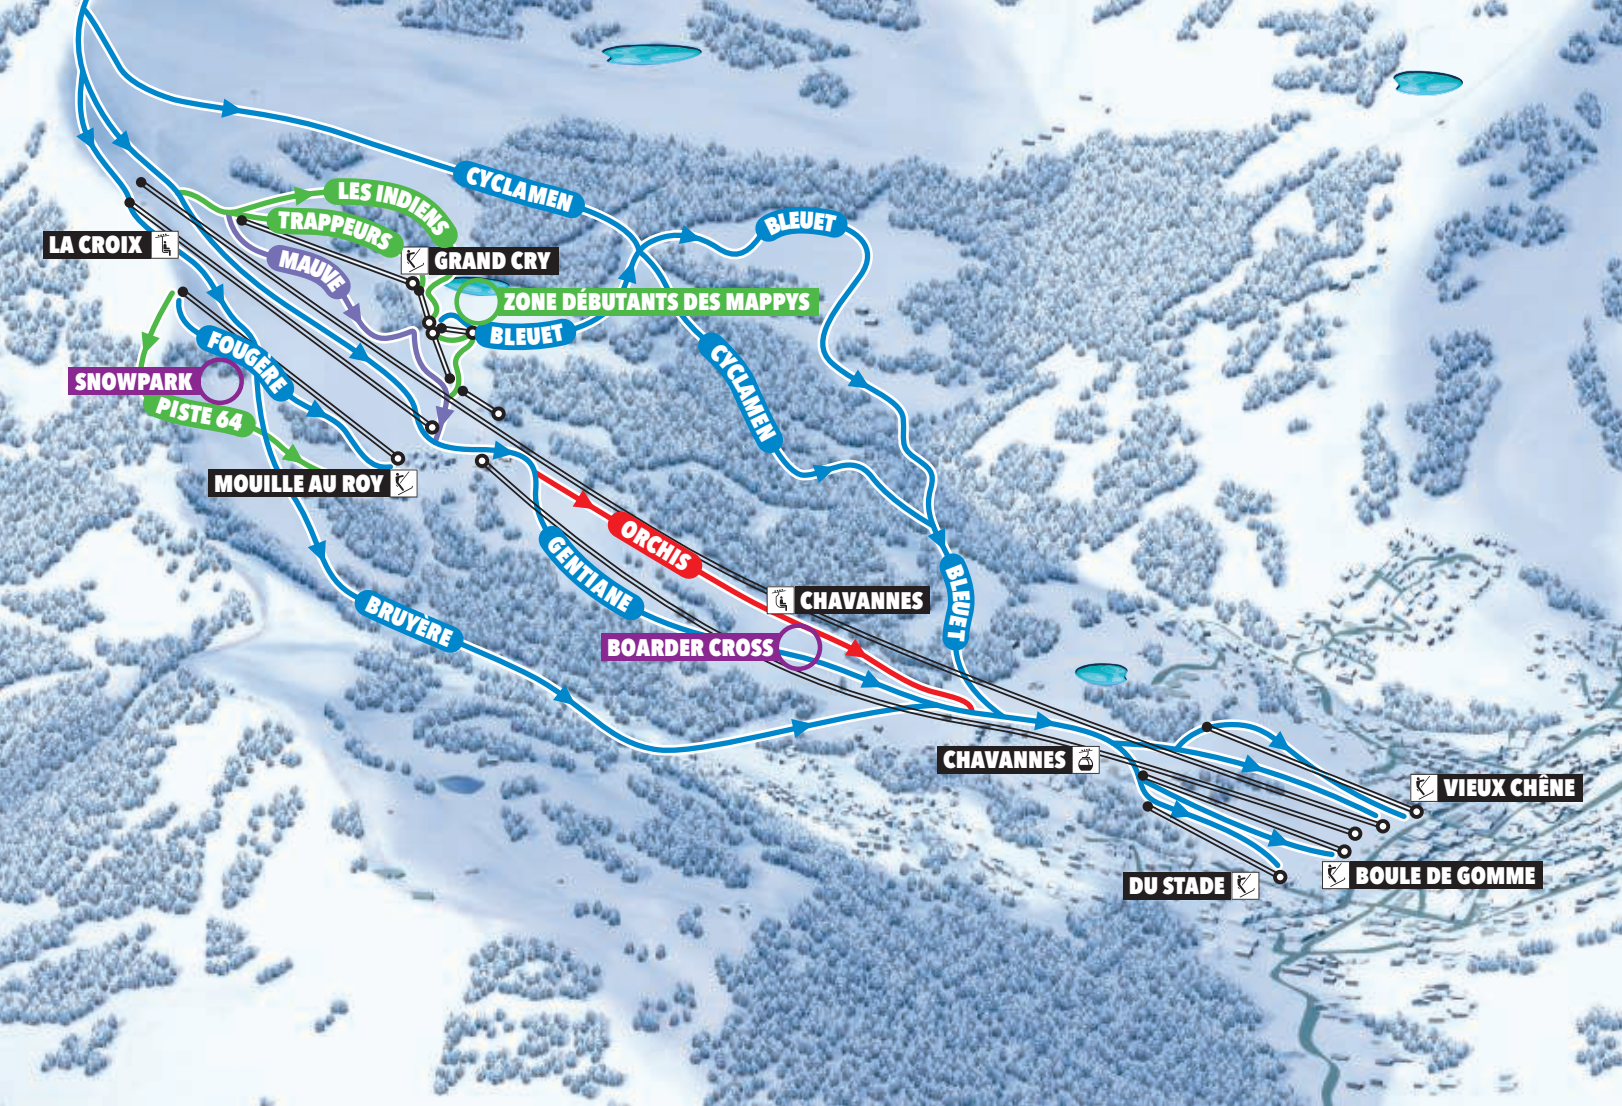 CYCLAMEN
LES INDIENS
TRAPPEURS
BLEUET
LA CROIX
MAUVE
GRAND CRY
ZONE DÉBUTANTS DES MAPPYS
BLEUET
FOUGÈRE
SNOWPARK
CYCLAMEN
PISTE 64
MOUILLE AU ROY
ORCHIS
GENTIANE
BLEUET
CHAVANNES
BRUYÈRE
BOARDER CROSS
CHAVANNES
VIEUX CHÊNE
BOULE DE GOMME
DU STADE